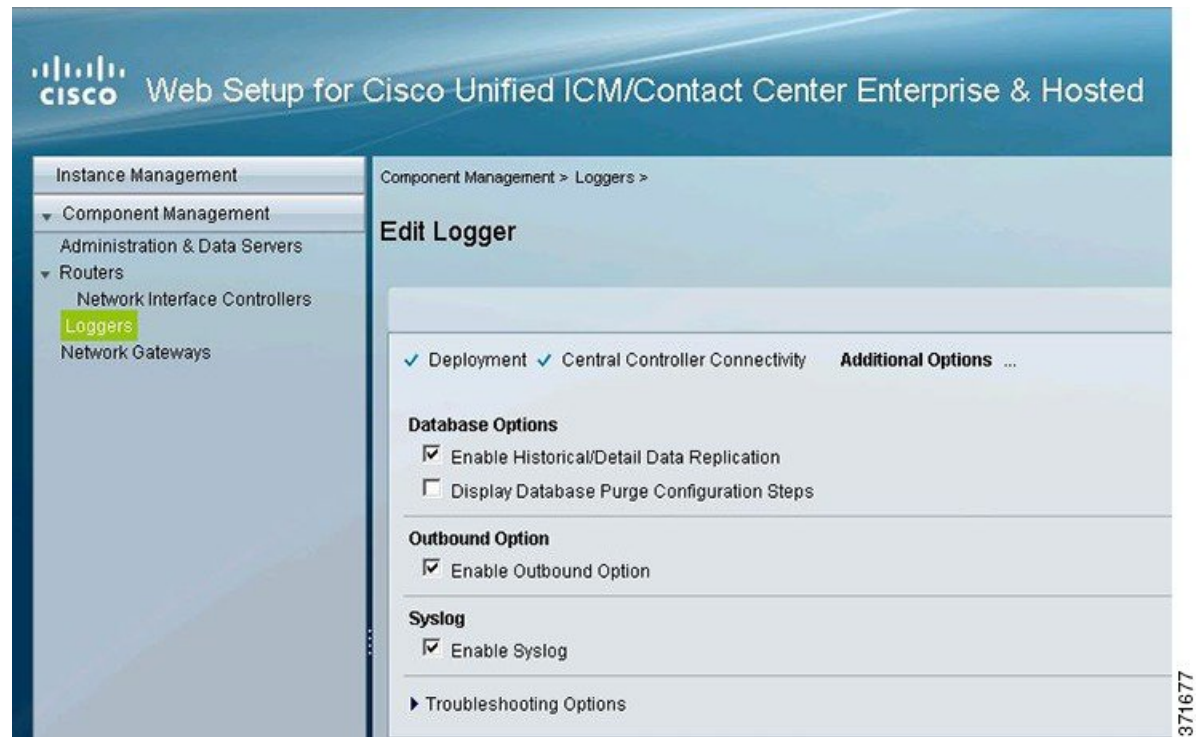 CISCO Web Setup for Cisco Unified ICM/Contact Center Enterprise & Hosted
Instance Management
Component Management
Administration & Data Servers
Routers
Network Interface Controllers
Loggers
Network Gateways
Component Management > Loggers >
Edit Logger
Deployment Central Controller Connectivity Additional Options ...
Database Options
Enable Historical/Detail Data Replication
Display Database Purge Configuration Steps
Outbound Option
Enable Outbound Option
Syslog
Enable Syslog
Troubleshooting Options
371677